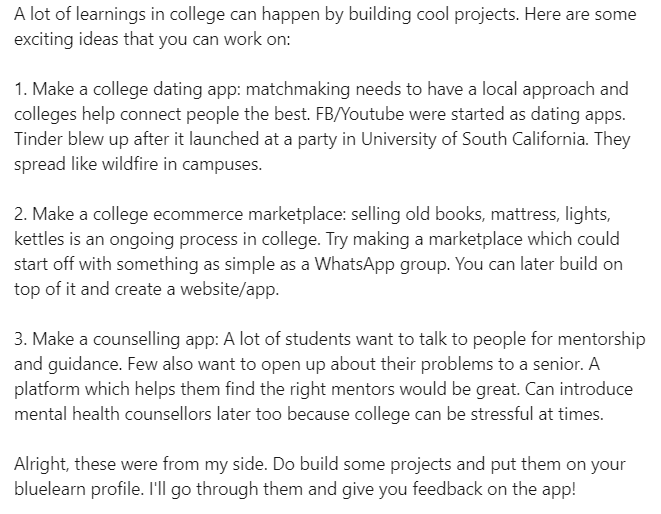 A lot of learnings in college can happen by building cool projects. Here are some
exciting ideas that you can work on:
1. Make a college dating app: matchmaking needs to have a local approach and
colleges help connect people the best. FB/Youtube were started as dating apps.
Tinder blew up after it launched at a party in University of South California. They
spread like wildfire in campuses.
2. Make a college ecommerce marketplace: selling old books, mattress, lights,
kettles is an ongoing process in college. Try making a marketplace which could
start off with something as simple as a WhatsApp group. You can later build on
top of it and create a website/app.
3. Make a counselling app: A lot of students want to talk to people for mentorship
and guidance. Few also want to open up about their problems to a senior. A
platform which helps them find the right mentors would be great. Can introduce
mental health counsellors later too because college can be stressful at times.
Alright, these were from my side. Do build some projects and put them on your
bluelearn profile. I'll go through them and give you feedback on the app!